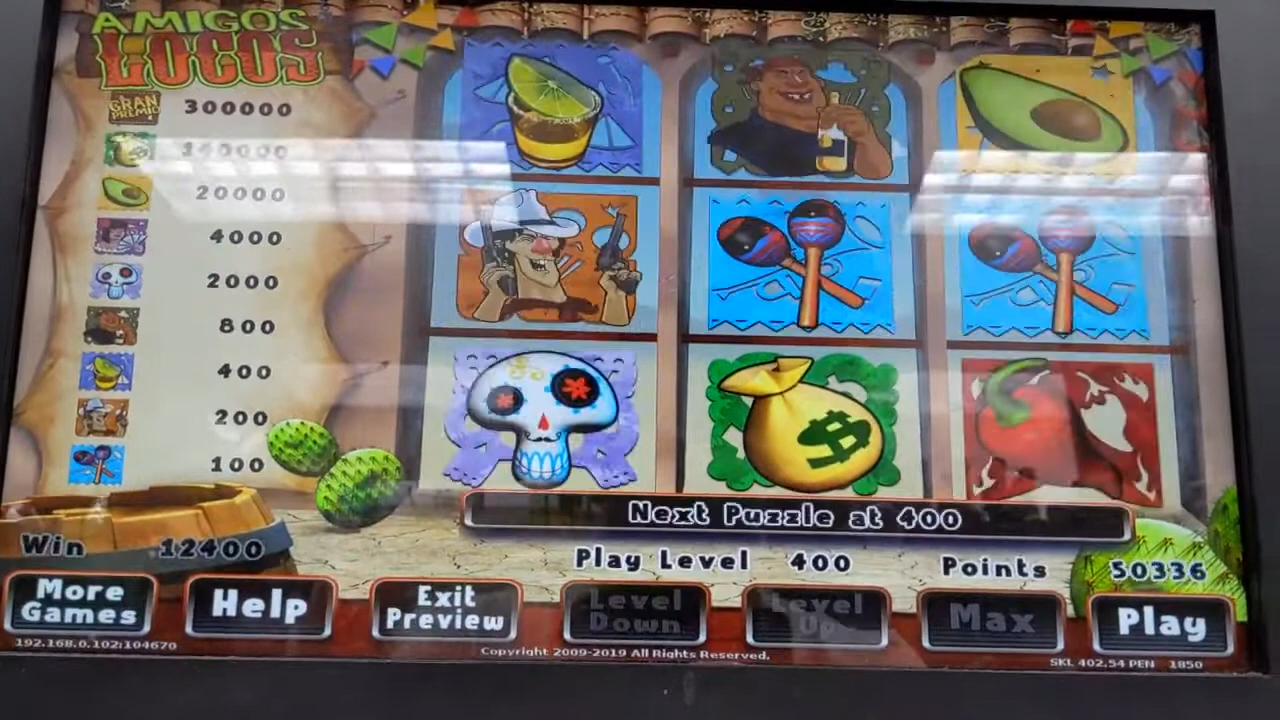 AMIGOS
LOCOS
GRAN
PREMIO
300000
140000
20000
4000
2000
800
400
200
100
Next Puzzle at 400
Win 12400
Play Level 400
Points 50336
More
Games
Help
Exit
Preview
Level
Down
Level
Up
Max
Play
192.168.0.102:104670
Copyright 2009-2019 All Rights Reserved.
SKL 402.54 PEN 1850